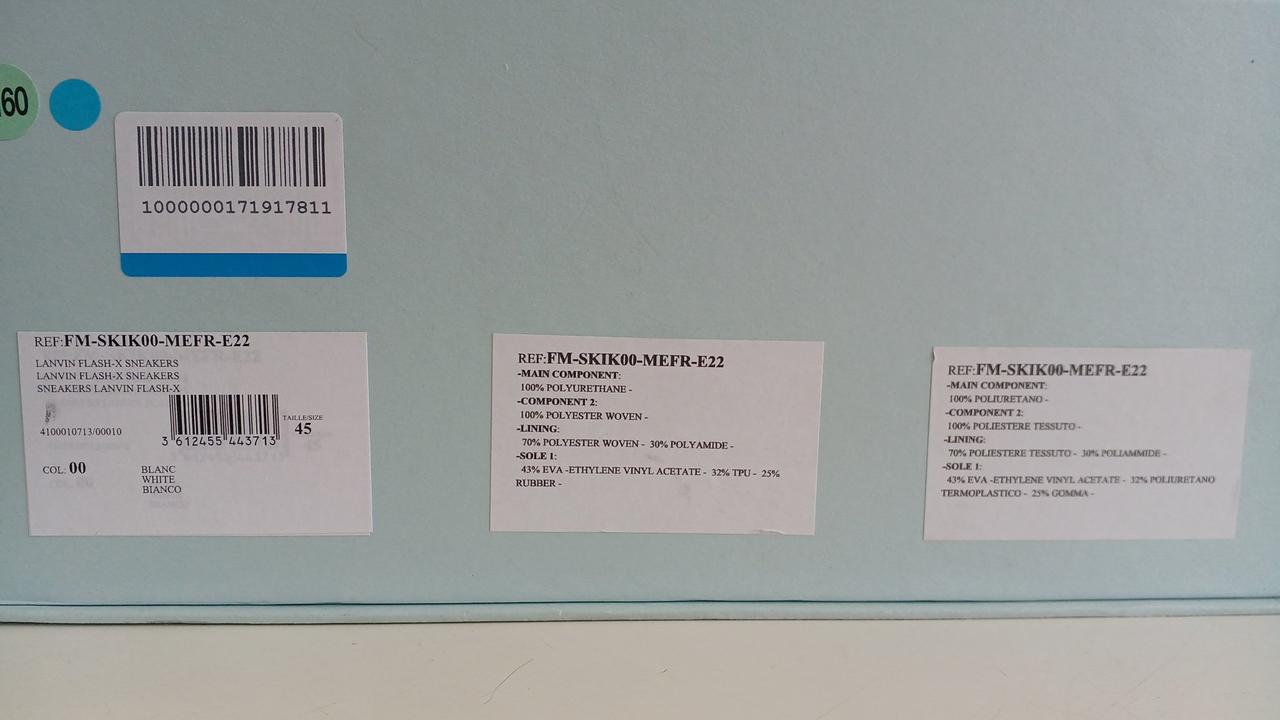 60
1000000171917811
REF:FM-SKIK00-MEFR-E22
LANVIN FLASH-X SNEAKERS
LANVIN FLASH-X SNEAKERS
SNEAKERS LANVIN FLASH-X
TAILLE/SIZE
45
4100010713/00010
3 612455 443713
COL: 00
BLANC
WHITE
BIANCO
REF:FM-SKIK00-MEFR-E22
-MAIN COMPONENT:
100% POLYURETHANE -
-COMPONENT 2:
100% POLYESTER WOVEN -
-LINING:
70% POLYESTER WOVEN - 30% POLYAMIDE -
-SOLE 1:
43% EVA -ETHYLENE VINYL ACETATE - 32% TPU - 25%
RUBBER -
REF:FM-SKIK00-MEFR-E22
-MAIN COMPONENT:
100% POLIURETANO -
-COMPONENT 2:
100% POLIESTERE TESSUTO -
-LINING:
70% POLIESTERE TESSUTO - 30% POLIAMMIDE -
-SOLE 1:
43% EVA -ETHYLENE VINYL ACETATE - 32% POLIURETANO
TERMOPLASTICO - 25% GOMMA -